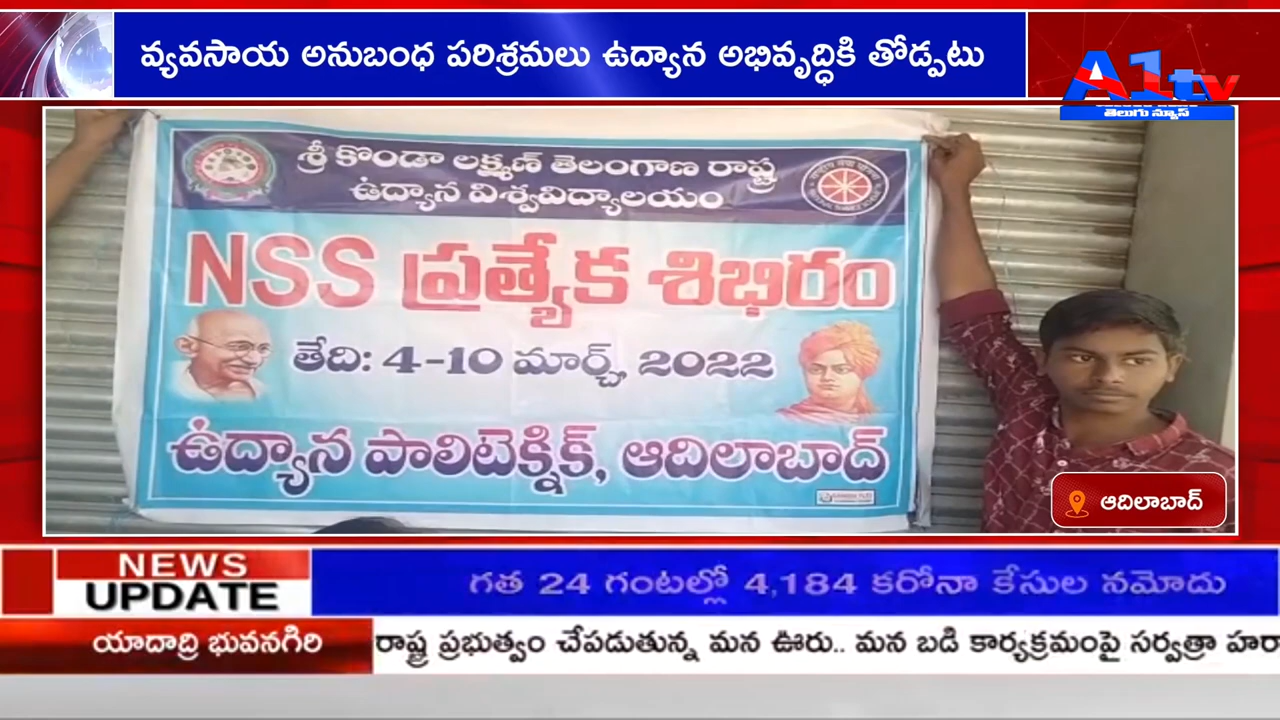 వ్యవసాయ అనుబంధ పరిశ్రమలు ఉద్యాన అభివృద్ధికి తోడ్పటు
A1tv
తెలుగు న్యూస్
శ్రీ కొండా లక్ష్మణ్ తెలంగాణ రాష్ట్ర
ఉద్యాన విశ్వవిద్యాలయం
NSS ప్రత్యేక శిభిరం
తేది: 4-10 మార్చ్, 2022
ఉద్యాన పాలిటెక్నిక్, ఆదిలాబాద్
ఆదిలాబాద్
NEWS
UPDATE
గత 24 గంటల్లో 4,184 కరోనా కేసుల నమోదు
యాదాద్రి భువనగిరి
రాష్ట్ర ప్రభుత్వం చేపడుతున్న మన ఊరు.. మన బడి కార్యక్రమంపై సర్వత్రా హరా